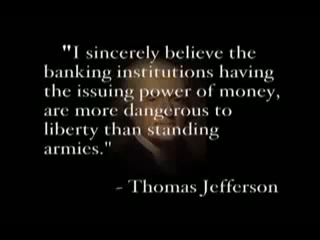 "I sincerely believe the
banking institutions having
the issuing power of money,
are more dangerous to
liberty than standing
armies."
- Thomas Jefferson